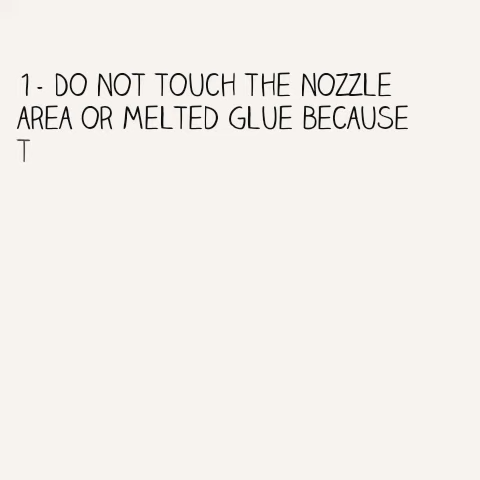 1- DO NOT TOUCH THE NOZZLE
AREA OR MELTED GLUE BECAUSE
T